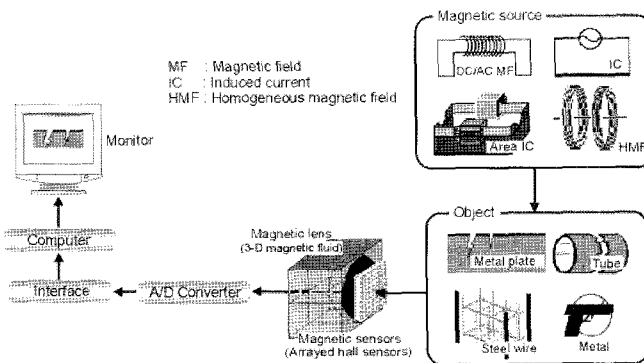 Magnetic source
DC/AC MF
IC
Area IC
HMF
MF : Magnetic field
IC : Induced current
HMF : Homogeneous magnetic field
Monitor
Computer
Interface
A/D Converter
Magnetic lens
(3-D magnetic fluid)
Magnetic sensors
(Arrayed hall sensors)
Object
Metal plate
Tube
Steel wire
Metal